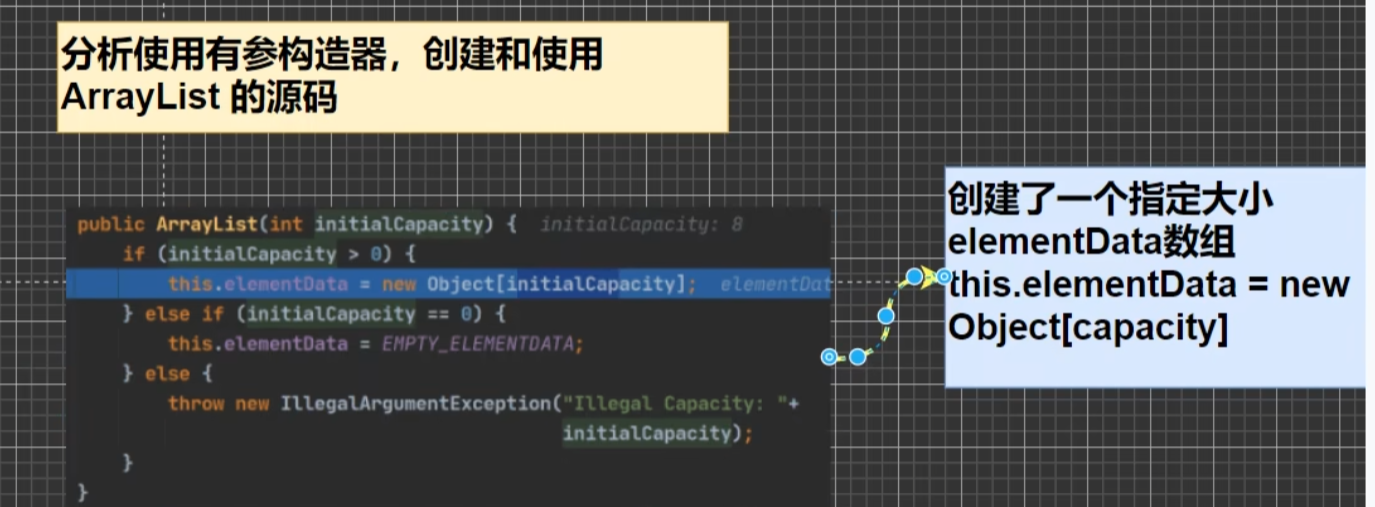 分析使用有参构造器，创建和使用
ArrayList 的源码
public ArrayList(int initialCapacity) {  initialCapacity: 8
if (initialCapacity > 0) {
this.elementData = new Object[initialCapacity];  elementDat
} else if (initialCapacity == 0) {
this.elementData = EMPTY_ELEMENTDATA;
} else {
throw new IllegalArgumentException("Illegal Capacity: "+
initialCapacity);
}
}
创建了一个指定大小
elementData数组
this.elementData = new
Object[capacity]